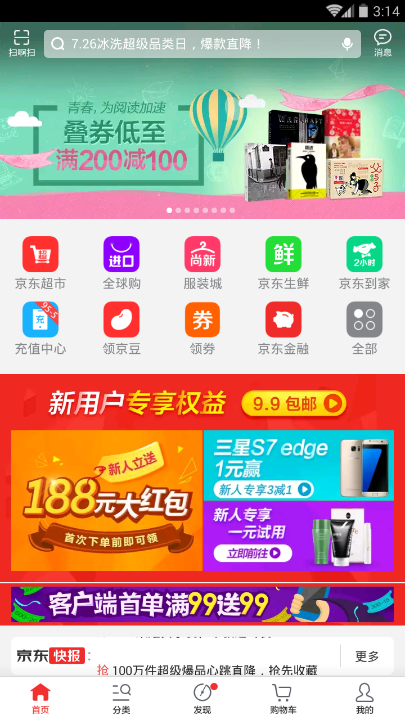 3:14
扫啊扫
7.26冰洗超级品类日，爆款直降！
消息
青春，为阅读加速
叠券低至
满200减100
父与子
超
进口
尚新
鲜
2小时
京东超市
全球购
服装城
京东生鲜
京东到家
充
95.5
券
充值中心
领京豆
领券
京东金融
全部
新用户专享权益
9.9 包邮
新人立送
188元大红包
首次下单前即可领
三星S7 edge
1元赢
新人专享3减1
新人专享
一元试用
立即前往
客户端首单满99送99
京东快报：
抢 100万件超级爆品心跳直降，抢先收藏
更多
首页
分类
发现
购物车
我的